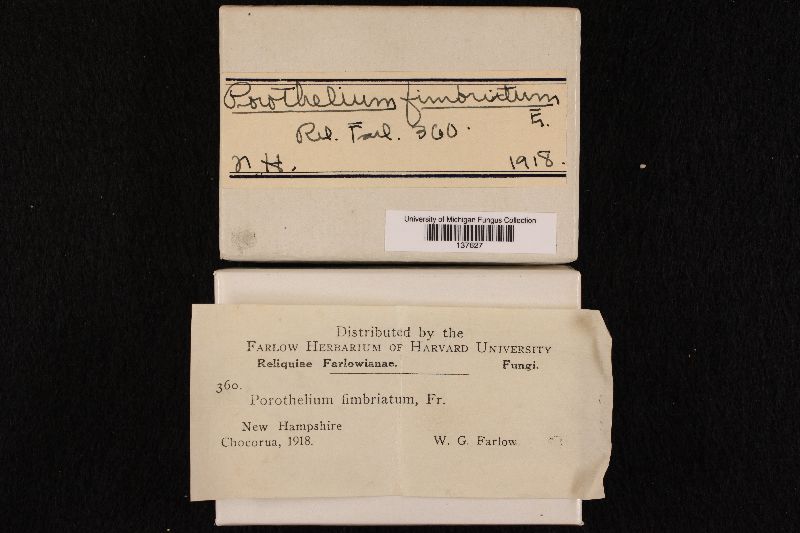 Porothelium fimbriatum
Fr.
Rel. Farl. 360.
N.H. 1918.
University of Michigan Fungus Collection
137627
Distributed by the
FARLOW HERBARIUM OF HARVARD UNIVERSITY
Reliquiae Farlowianae. Fungi.
360.
Porothelium fimbriatum, Fr.
New Hampshire
Chocorua, 1918. W. G. Farlow